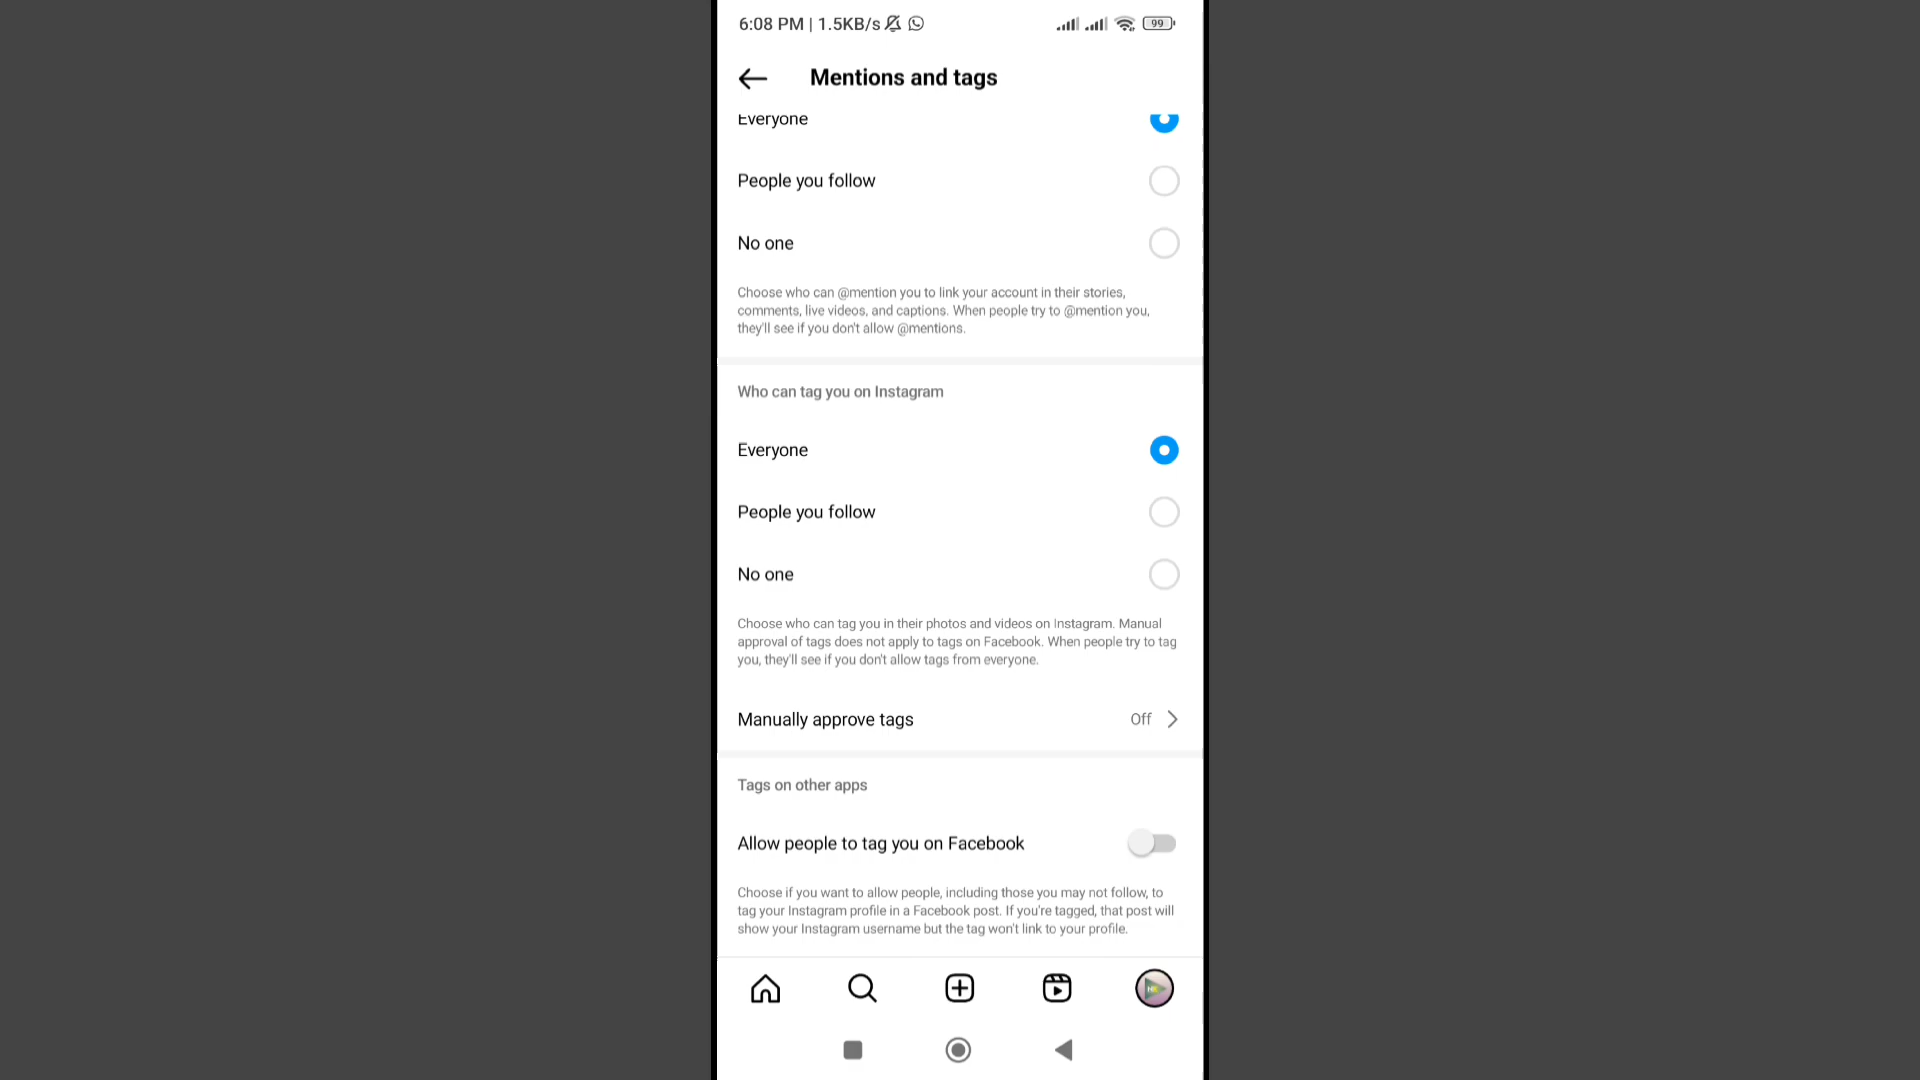 6:08 PM | 1.5KB/s
99
Mentions and tags
Everyone
People you follow
No one
Choose who can @mention you to link your account in their stories,
comments, live videos, and captions. When people try to @mention you,
they'll see if you don't allow @mentions.
Who can tag you on Instagram
Everyone
People you follow
No one
Choose who can tag you in their photos and videos on Instagram. Manual
approval of tags does not apply to tags on Facebook. When people try to tag
you, they'll see if you don't allow tags from everyone.
Manually approve tags Off
Tags on other apps
Allow people to tag you on Facebook
Choose if you want to allow people, including those you may not follow, to
tag your Instagram profile in a Facebook post. If you're tagged, that post will
show your Instagram username but the tag won't link to your profile.